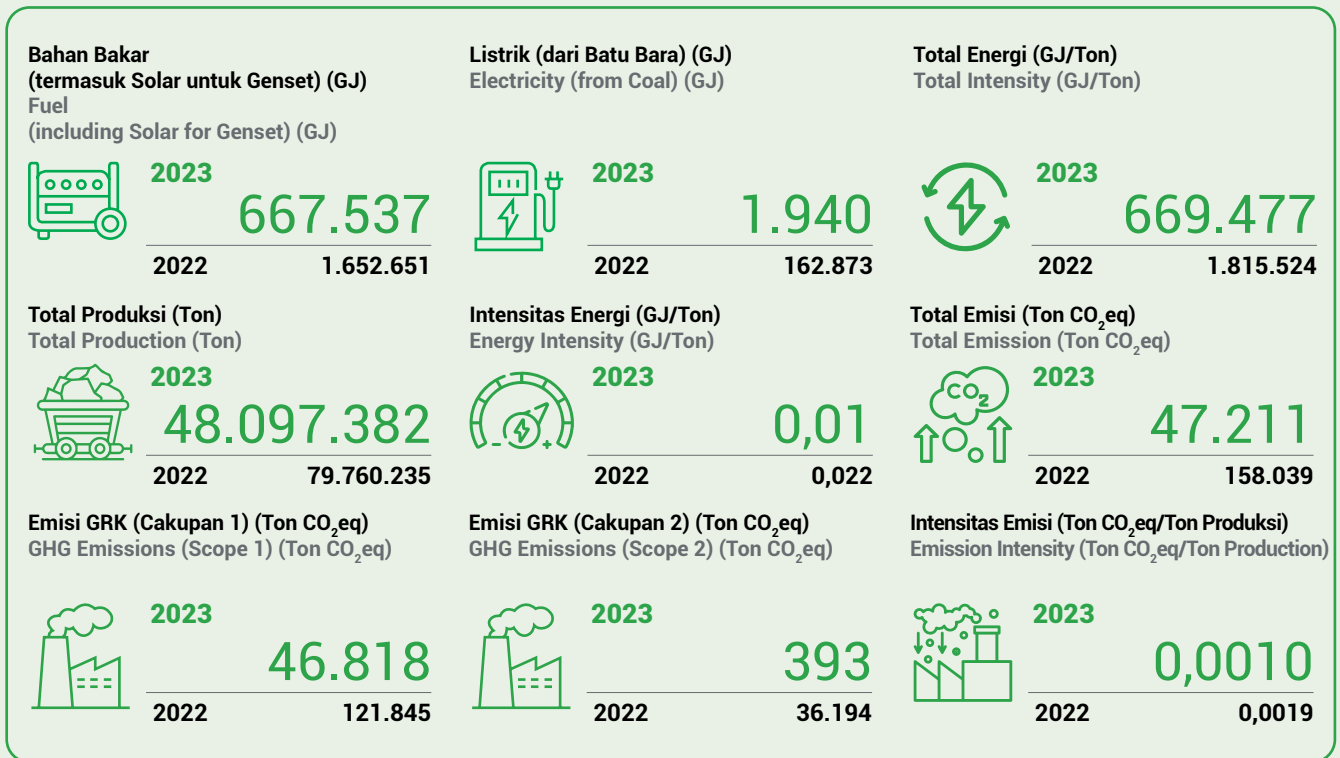 Bahan Bakar
(termasuk Solar untuk Genset) (GJ)
Fuel
(including Solar for Genset) (GJ)
2023
667.537
2022 1.652.651
Listrik (dari Batu Bara) (GJ)
Electricity (from Coal) (GJ)
2023
1.940
2022 162.873
Total Energi (GJ/Ton)
Total Intensity (GJ/Ton)
2023
669.477
2022 1.815.524
Total Produksi (Ton)
Total Production (Ton)
2023
48.097.382
2022 79.760.235
Intensitas Energi (GJ/Ton)
Energy Intensity (GJ/Ton)
2023
0,01
2022 0,022
Total Emisi (Ton CO₂eq)
Total Emission (Ton CO₂eq)
CO₂
2023
47.211
2022 158.039
Emisi GRK (Cakupan 1) (Ton CO₂eq)
GHG Emissions (Scope 1) (Ton CO₂eq)
2023
46.818
2022 121.845
Emisi GRK (Cakupan 2) (Ton CO₂eq)
GHG Emissions (Scope 2) (Ton CO₂eq)
2023
393
2022 36.194
Intensitas Emisi (Ton CO₂eq/Ton Produksi)
Emission Intensity (Ton CO₂eq/Ton Production)
2023
0,0010
2022 0,0019